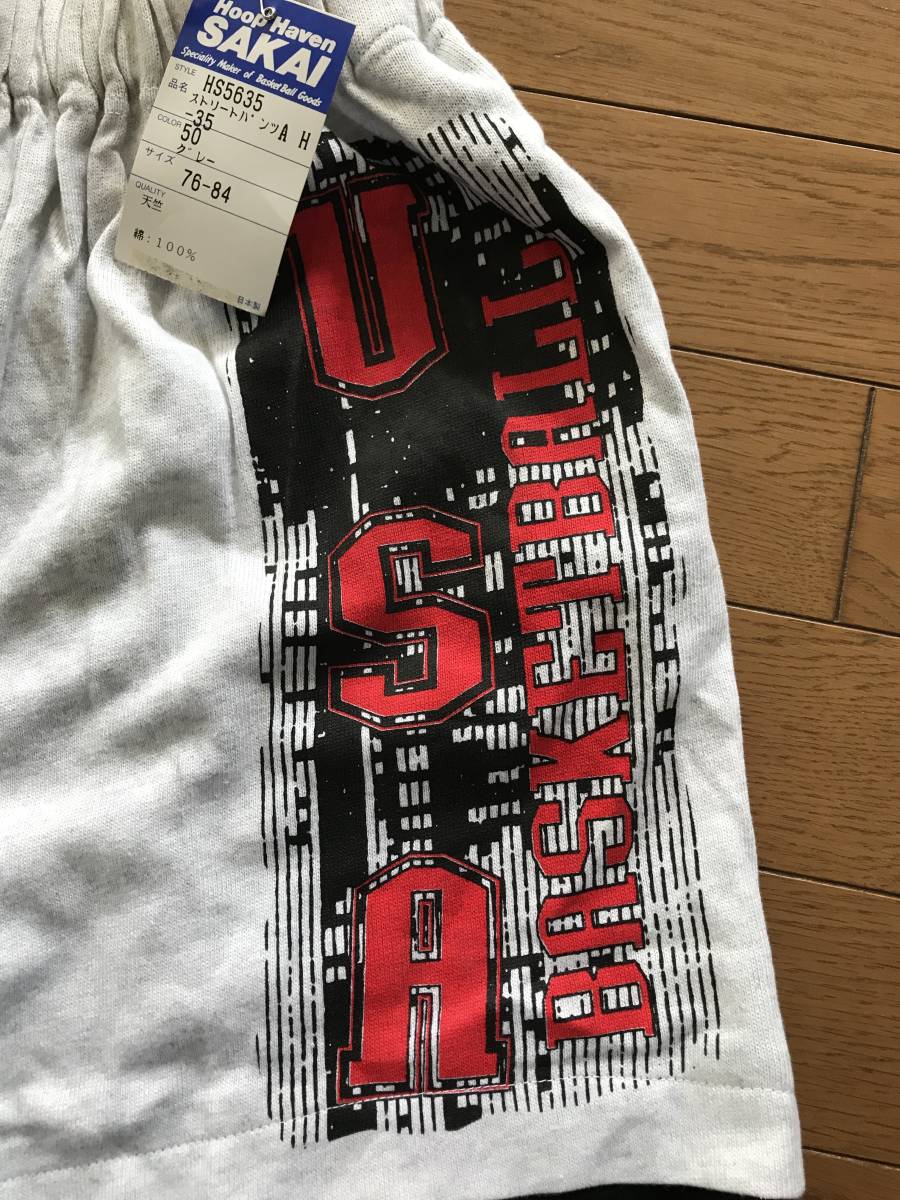 Hoop Haven
SAKAI
Speciality Maker of BasketBall Goods
STYLE
品名 HS5635
ストリートパンツA H
-35
COLOR 50
グレー
サイズ 76-84
QUALITY
天竺
綿:100%
日本製
USA
BASKETBALL